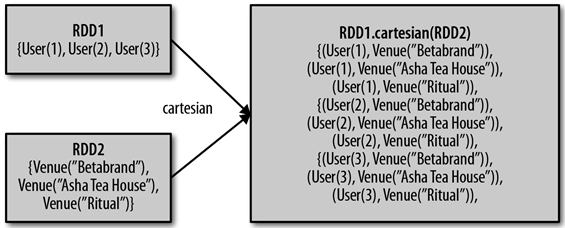 RDD1
{User(1), User(2), User(3)}
cartesian
RDD2
{Venue(”Betabrand”),
Venue(”Asha Tea House”),
Venue(”Ritual”)}
RDD1.cartesian(RDD2)
{(User(1), Venue(”Betabrand”)),
(User(1), Venue(”Asha Tea House”)),
(User(1), Venue(”Ritual”)),
{(User(2), Venue(”Betabrand”)),
(User(2), Venue(”Asha Tea House”)),
(User(2), Venue(”Ritual”)),
{(User(3), Venue(”Betabrand”)),
(User(3), Venue(”Asha Tea House”)),
(User(3), Venue(”Ritual”)),